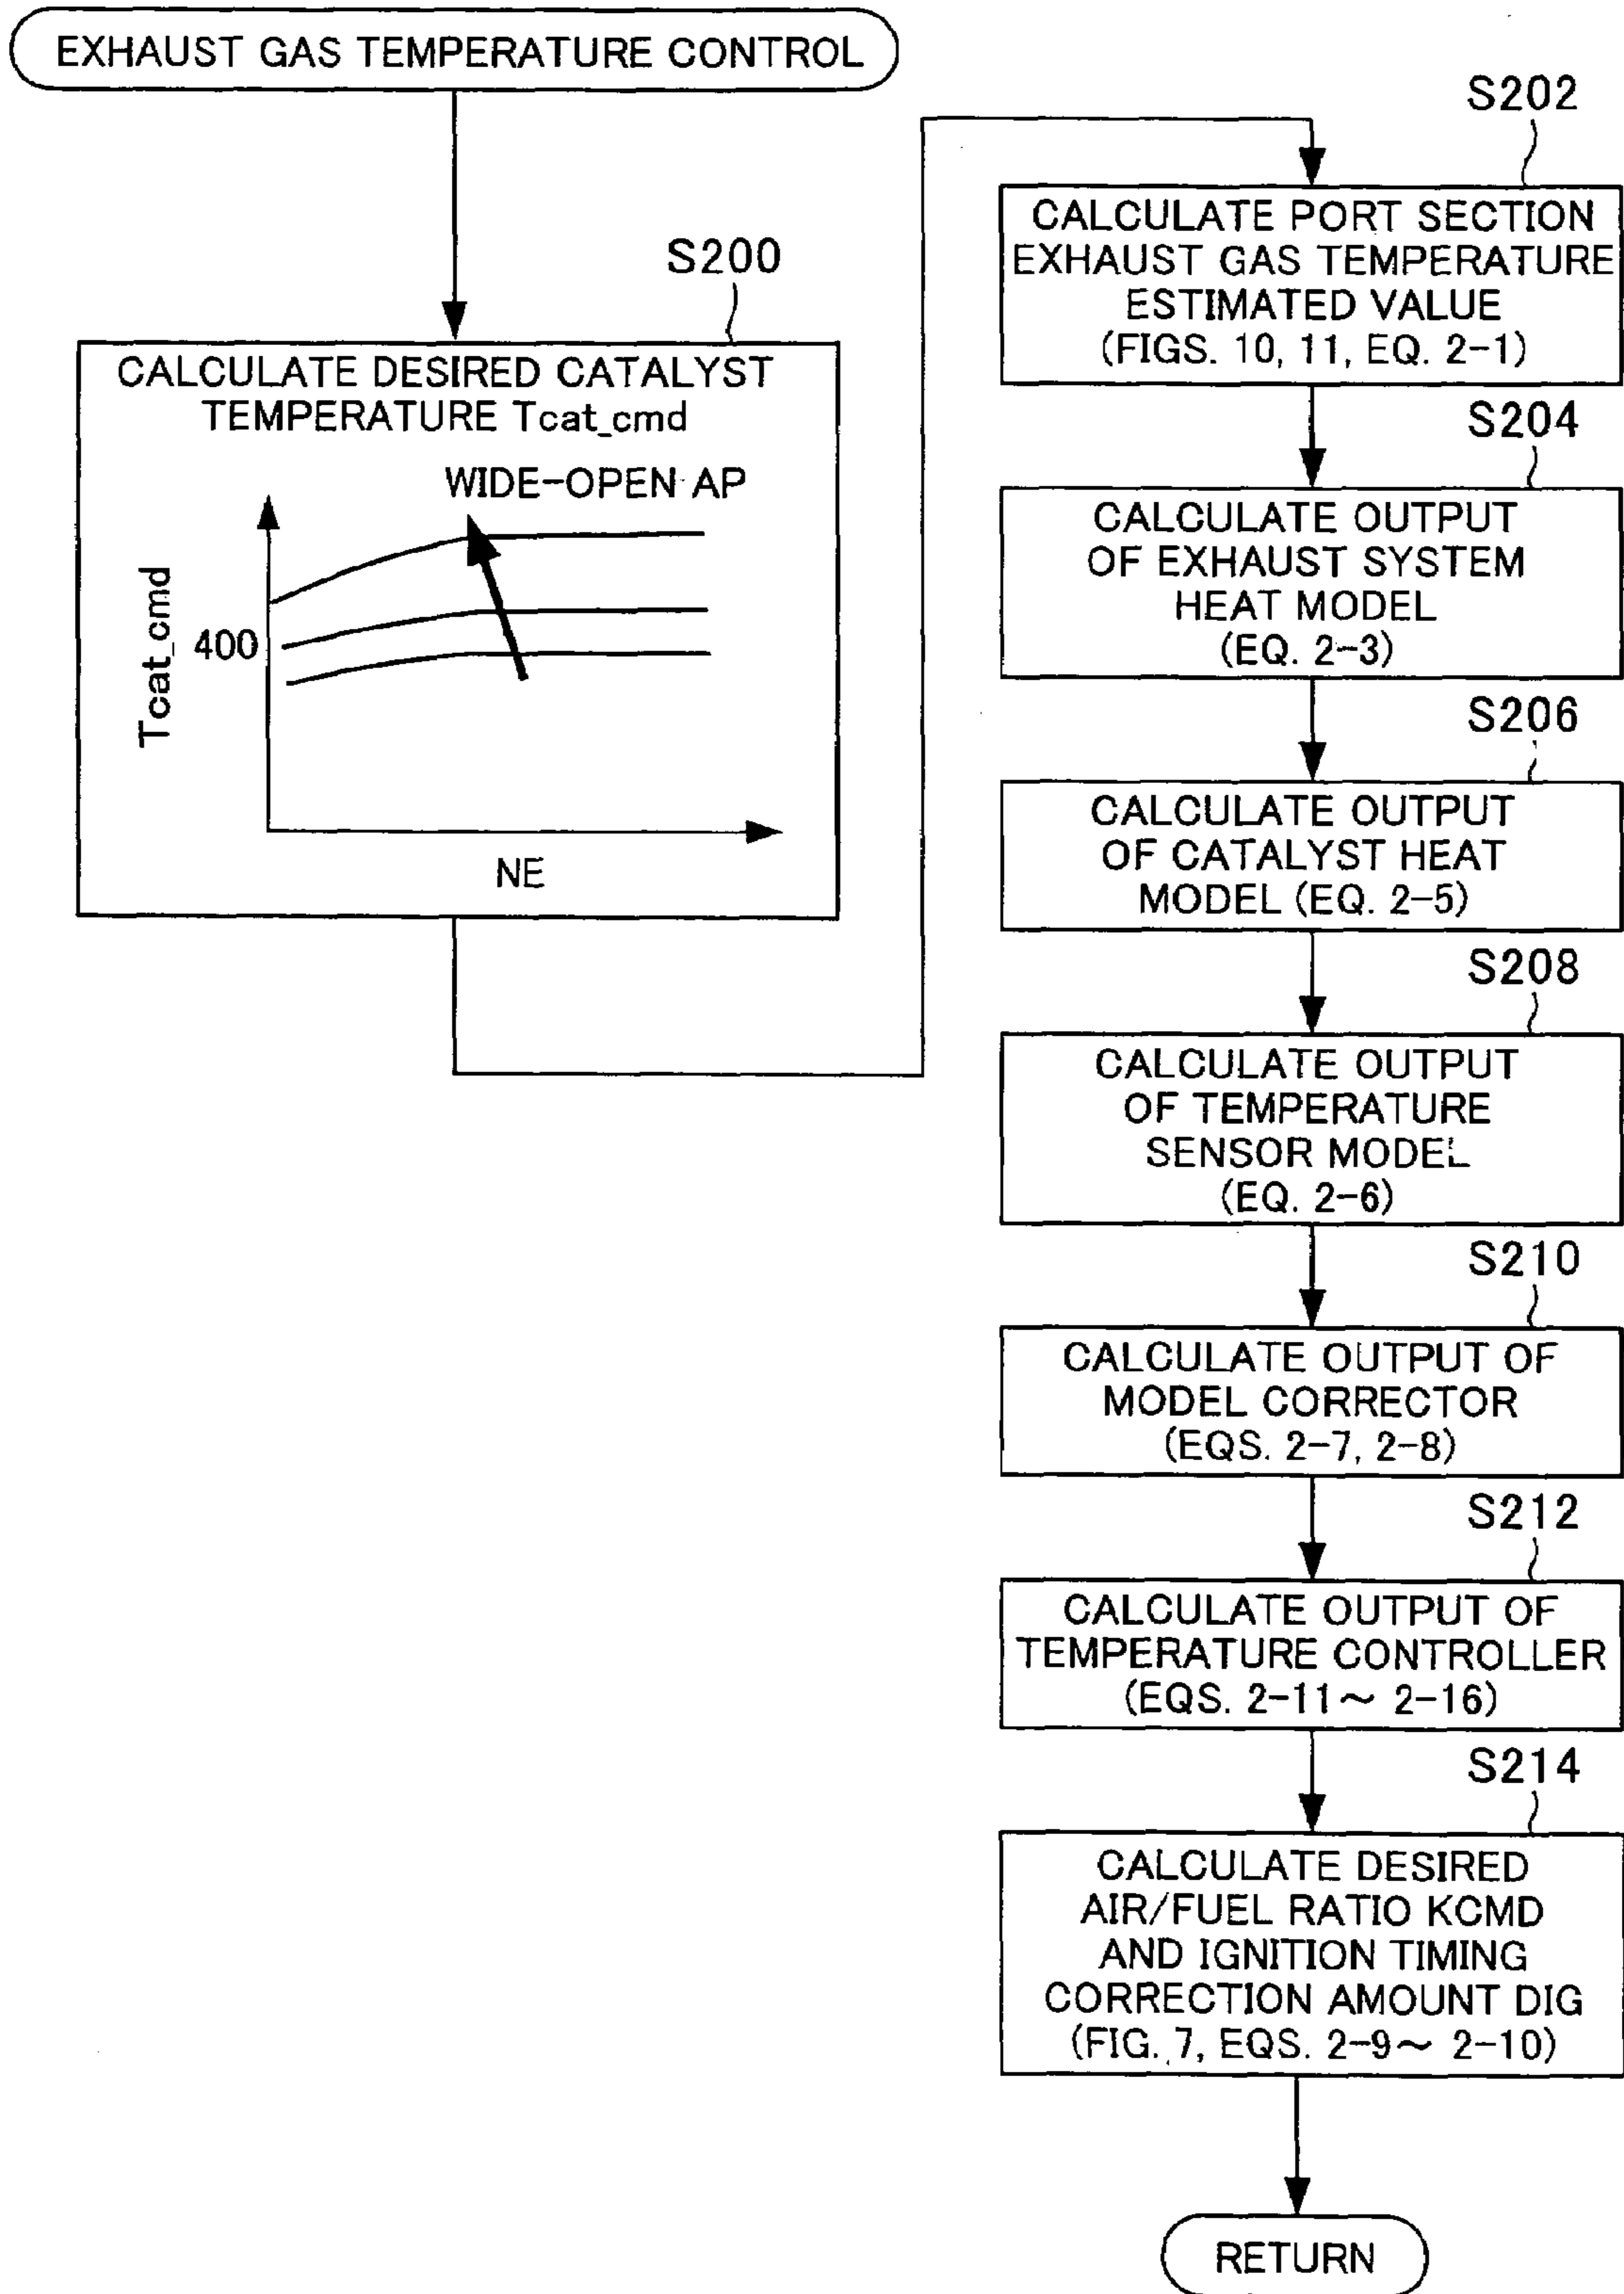 EXHAUST GAS TEMPERATURE CONTROL
S200
CALCULATE DESIRED CATALYST
TEMPERATURE Tcat_cmd
WIDE-OPEN AP
Tcat_cmd
400
NE
S202
CALCULATE PORT SECTION
EXHAUST GAS TEMPERATURE
ESTIMATED VALUE
(FIGS. 10, 11, EQ. 2-1)
S204
CALCULATE OUTPUT
OF EXHAUST SYSTEM
HEAT MODEL
(EQ. 2-3)
S206
CALCULATE OUTPUT
OF CATALYST HEAT
MODEL (EQ. 2-5)
S208
CALCULATE OUTPUT
OF TEMPERATURE
SENSOR MODEL
(EQ. 2-6)
S210
CALCULATE OUTPUT OF
MODEL CORRECTOR
(EQS. 2-7, 2-8)
S212
CALCULATE OUTPUT OF
TEMPERATURE CONTROLLER
(EQS. 2-11~ 2-16)
S214
CALCULATE DESIRED
AIR/FUEL RATIO KCMD
AND IGNITION TIMING
CORRECTION AMOUNT DIG
(FIG. 7, EQS. 2-9~ 2-10)
RETURN